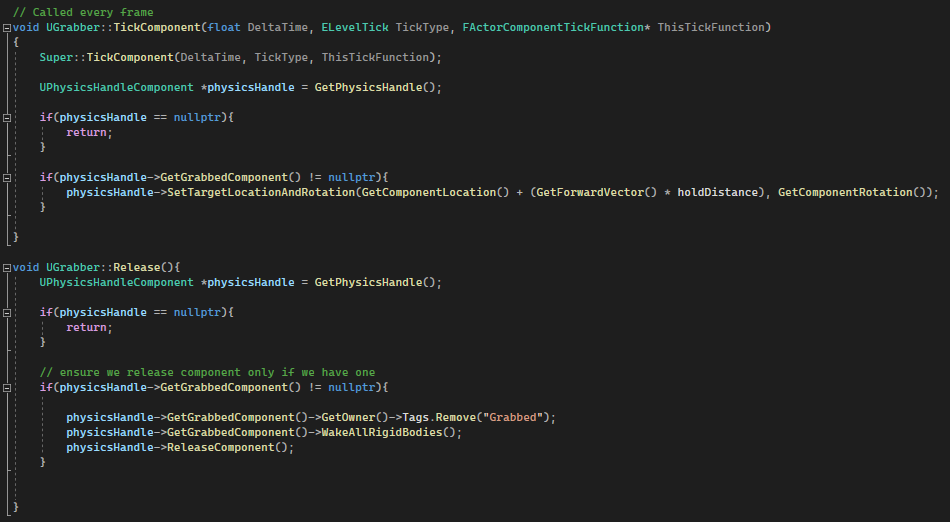 // Called every frame
void UGrabber::TickComponent(float DeltaTime, ELevelTick TickType, FActorComponentTickFunction* ThisTickFunction)
{
    Super::TickComponent(DeltaTime, TickType, ThisTickFunction);

    UPhysicsHandleComponent *physicsHandle = GetPhysicsHandle();

    if(physicsHandle == nullptr){
        return;
    }

    if(physicsHandle->GetGrabbedComponent() != nullptr){
        physicsHandle->SetTargetLocationAndRotation(GetComponentLocation() + (GetForwardVector() * holdDistance), GetComponentRotation());
    }

}

void UGrabber::Release(){
    UPhysicsHandleComponent *physicsHandle = GetPhysicsHandle();

    if(physicsHandle == nullptr){
        return;
    }

    // ensure we release component only if we have one
    if(physicsHandle->GetGrabbedComponent() != nullptr){

        physicsHandle->GetGrabbedComponent()->GetOwner()->Tags.Remove("Grabbed");
        physicsHandle->GetGrabbedComponent()->WakeAllRigidBodies();
        physicsHandle->ReleaseComponent();
    }


}